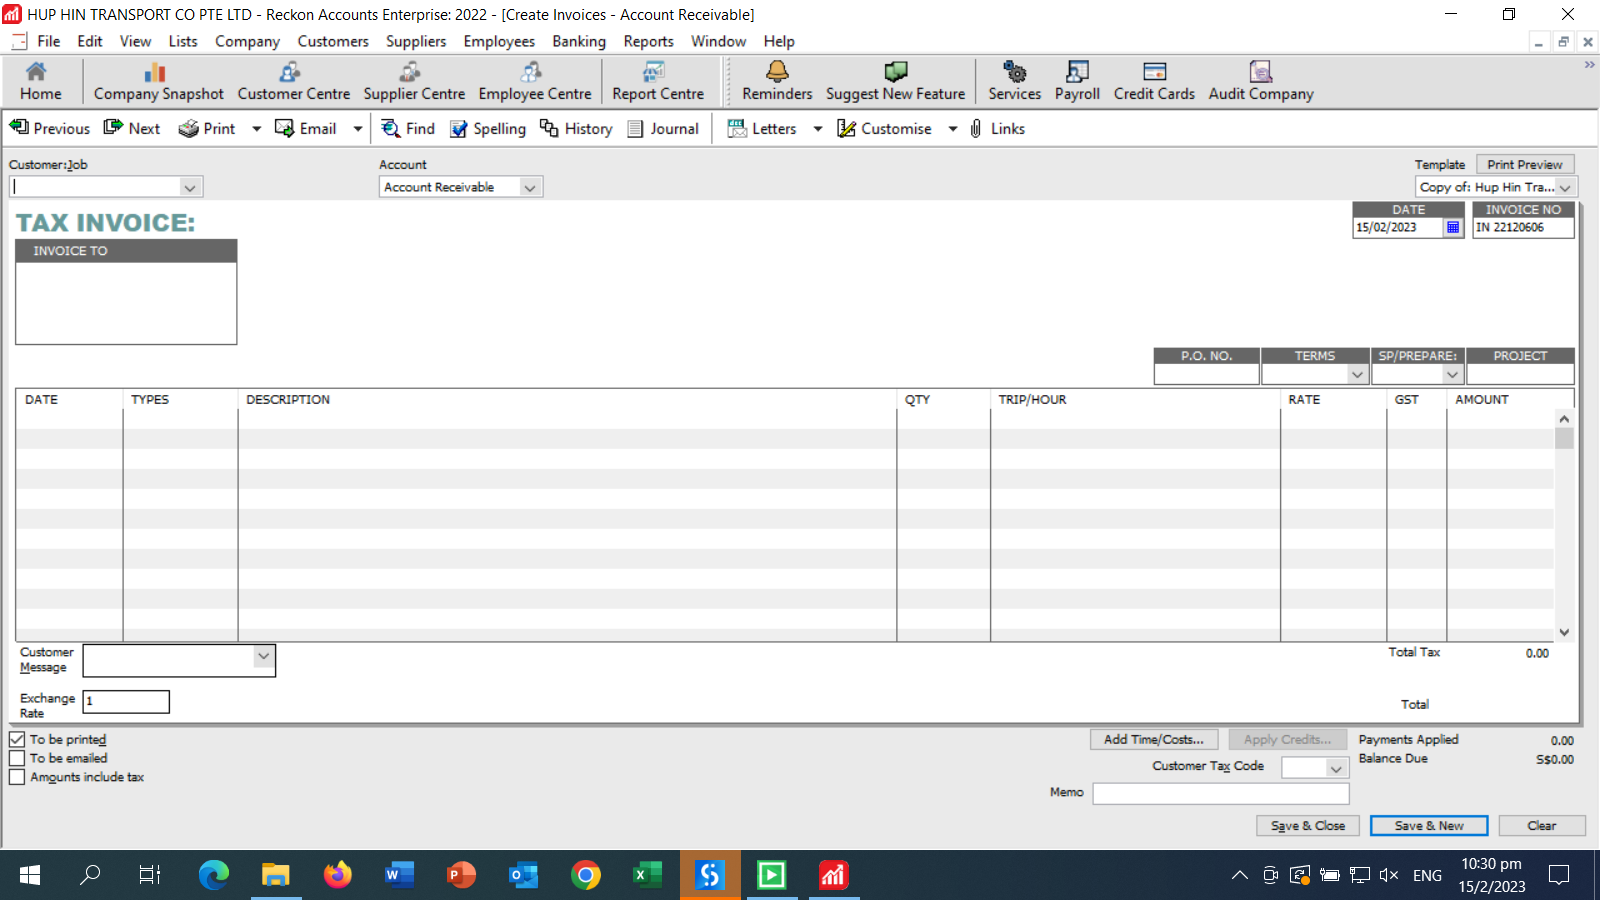 HUP HIN TRANSPORT CO PTE LTD - Reckon Accounts Enterprise: 2022 - [Create Invoices - Account Receivable]
File Edit View Lists Company Customers Suppliers Employees Banking Reports Window Help
Home Company Snapshot Customer Centre Supplier Centre Employee Centre Report Centre Reminders Suggest New Feature Services Payroll Credit Cards Audit Company
Previous Next Print Email Find Spelling History Journal Letters Customise Links
Customer:Job Account Template Print Preview
Account Receivable Copy of: Hup Hin Tra...
TAX INVOICE:
DATE INVOICE NO
15/02/2023 IN 22120606
INVOICE TO
P.O. NO. TERMS SP/PREPARE: PROJECT
DATE TYPES DESCRIPTION QTY TRIP/HOUR RATE GST AMOUNT
Customer Message
Total Tax 0.00
Exchange Rate 1
Total
To be printed Add Time/Costs... Apply Credits... Payments Applied 0.00
To be emailed Customer Tax Code Balance Due S$0.00
Amounts include tax
Memo
Save & Close Save & New Clear
10:30 pm
ENG
15/2/2023